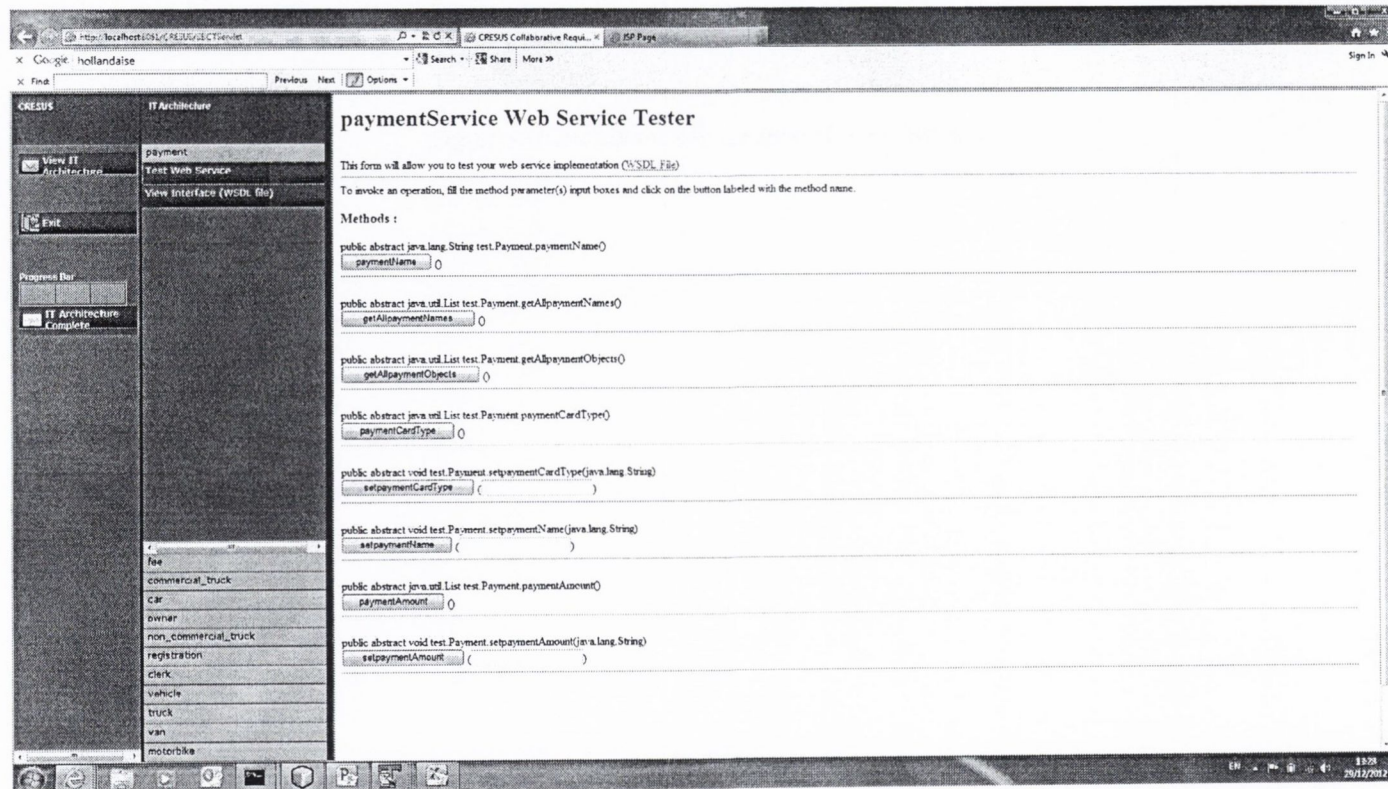 CRESUS Collaborative Requi... ×
JSP Page
× Google hollandaise
Search
Share
More »
Sign In
× Find:
Previous Next
Options
CRESUS
View IT
Architecture
Exit
Progress Bar
IT Architecture
Complete
IT Architecture
payment
Test Web Service
View Interface (WSDL file)
fee
commercial_truck
car
owner
non_commercial_truck
registration
clerk
vehicle
truck
van
motorbike
paymentService Web Service Tester
This form will allow you to test your web service implementation (WSDL File)
To invoke an operation, fill the method parameter(s) input boxes and click on the button labeled with the method name.
Methods :
public abstract java.lang.String test.Payment.paymentName()
paymentName ()
public abstract java.util.List test.Payment.getAllpaymentNames()
getAllpaymentNames ()
public abstract java.util.List test.Payment.getAllpaymentObjects()
getAllpaymentObjects ()
public abstract java.util.List test.Payment.paymentCardType()
paymentCardType ()
public abstract void test.Payment.setpaymentCardType(java.lang.String)
setpaymentCardType ( )
public abstract void test.Payment.setpaymentName(java.lang.String)
setpaymentName ( )
public abstract java.util.List test.Payment.paymentAmount()
paymentAmount ()
public abstract void test.Payment.setpaymentAmount(java.lang.String)
setpaymentAmount ( )
EN
13:23
29/12/2012